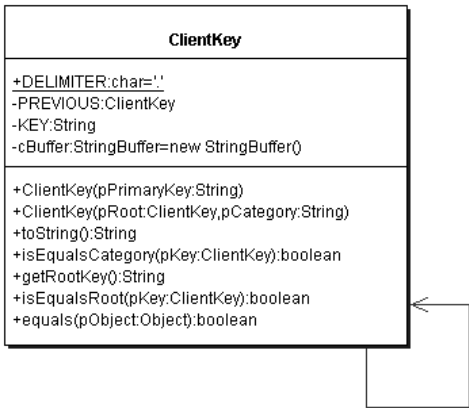 ClientKey
+DELIMITER:char='.'
-PREVIOUS:ClientKey
-KEY:String
-cBuffer:StringBuffer=new StringBuffer()
+ClientKey(pPrimaryKey:String)
+ClientKey(pRoot:ClientKey,pCategory:String)
+toString():String
+isEqualsCategory(pKey:ClientKey):boolean
+getRootKey():String
+isEqualsRoot(pKey:ClientKey):boolean
+equals(pObject:Object):boolean